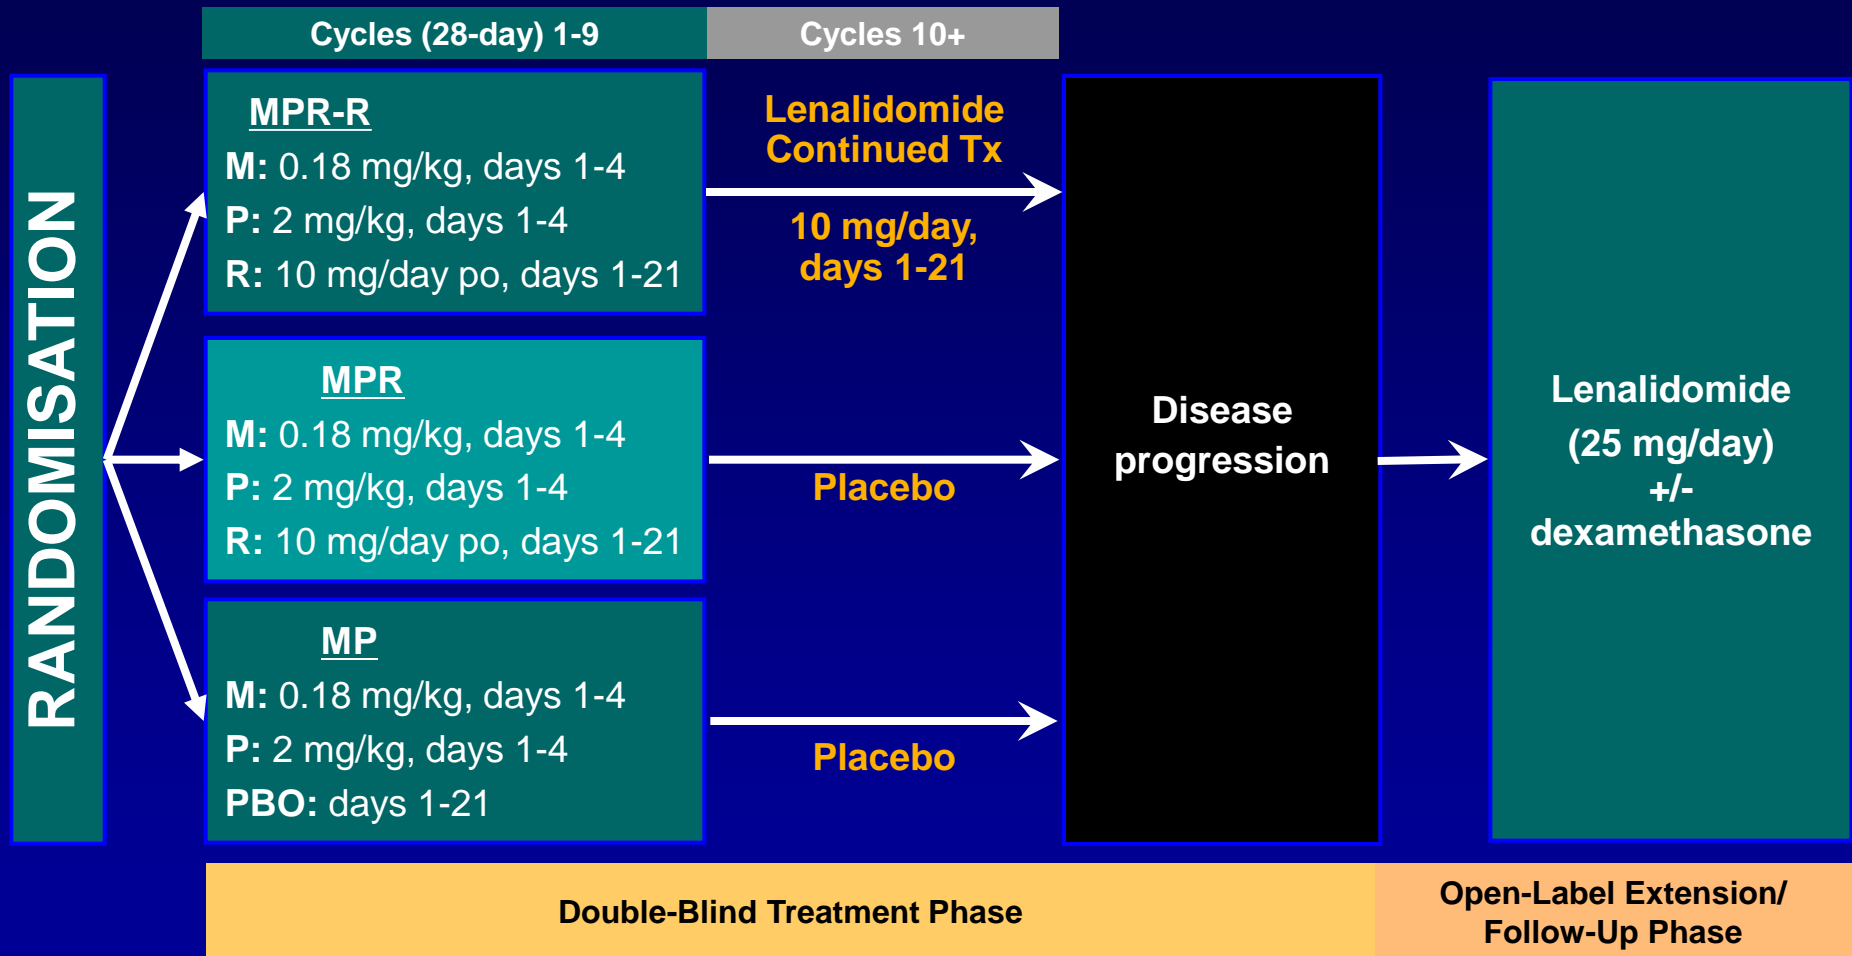 Cycles (28-day) 1-9
Cycles 10+
RANDOMISATION
MPR-R
M: 0.18 mg/kg, days 1-4
P: 2 mg/kg, days 1-4
R: 10 mg/day po, days 1-21
Lenalidomide
Continued Tx
10 mg/day,
days 1-21
MPR
M: 0.18 mg/kg, days 1-4
P: 2 mg/kg, days 1-4
R: 10 mg/day po, days 1-21
Placebo
MP
M: 0.18 mg/kg, days 1-4
P: 2 mg/kg, days 1-4
PBO: days 1-21
Placebo
Disease
progression
Lenalidomide
(25 mg/day)
+/-
dexamethasone
Double-Blind Treatment Phase
Open-Label Extension/
Follow-Up Phase